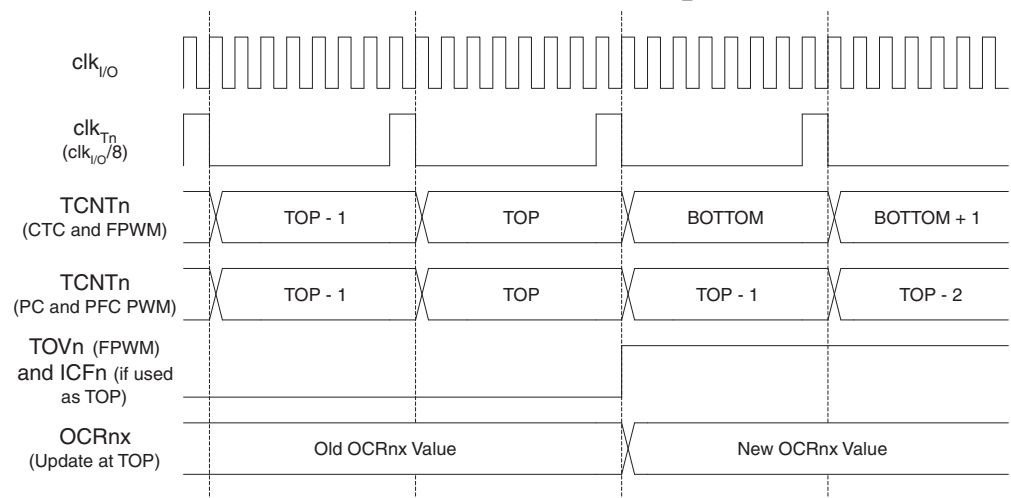 clkI/O
clkTn
(clkI/O/8)
TCNTn
(CTC and FPWM)
TOP - 1
TOP
BOTTOM
BOTTOM + 1
TCNTn
(PC and PFC PWM)
TOP - 1
TOP
TOP - 1
TOP - 2
TOVn (FPWM)
and ICFn (if used
as TOP)
OCRnx
(Update at TOP)
Old OCRnx Value
New OCRnx Value